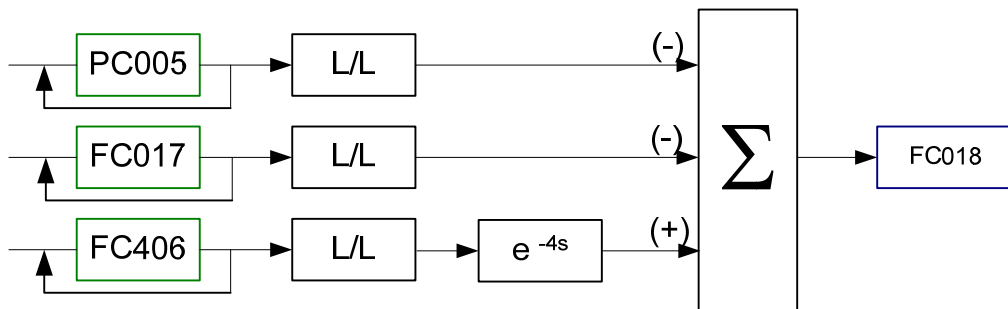 PC005 L/L (-)
FC017 L/L (-) Σ FC018
FC406 L/L e -4s (+)